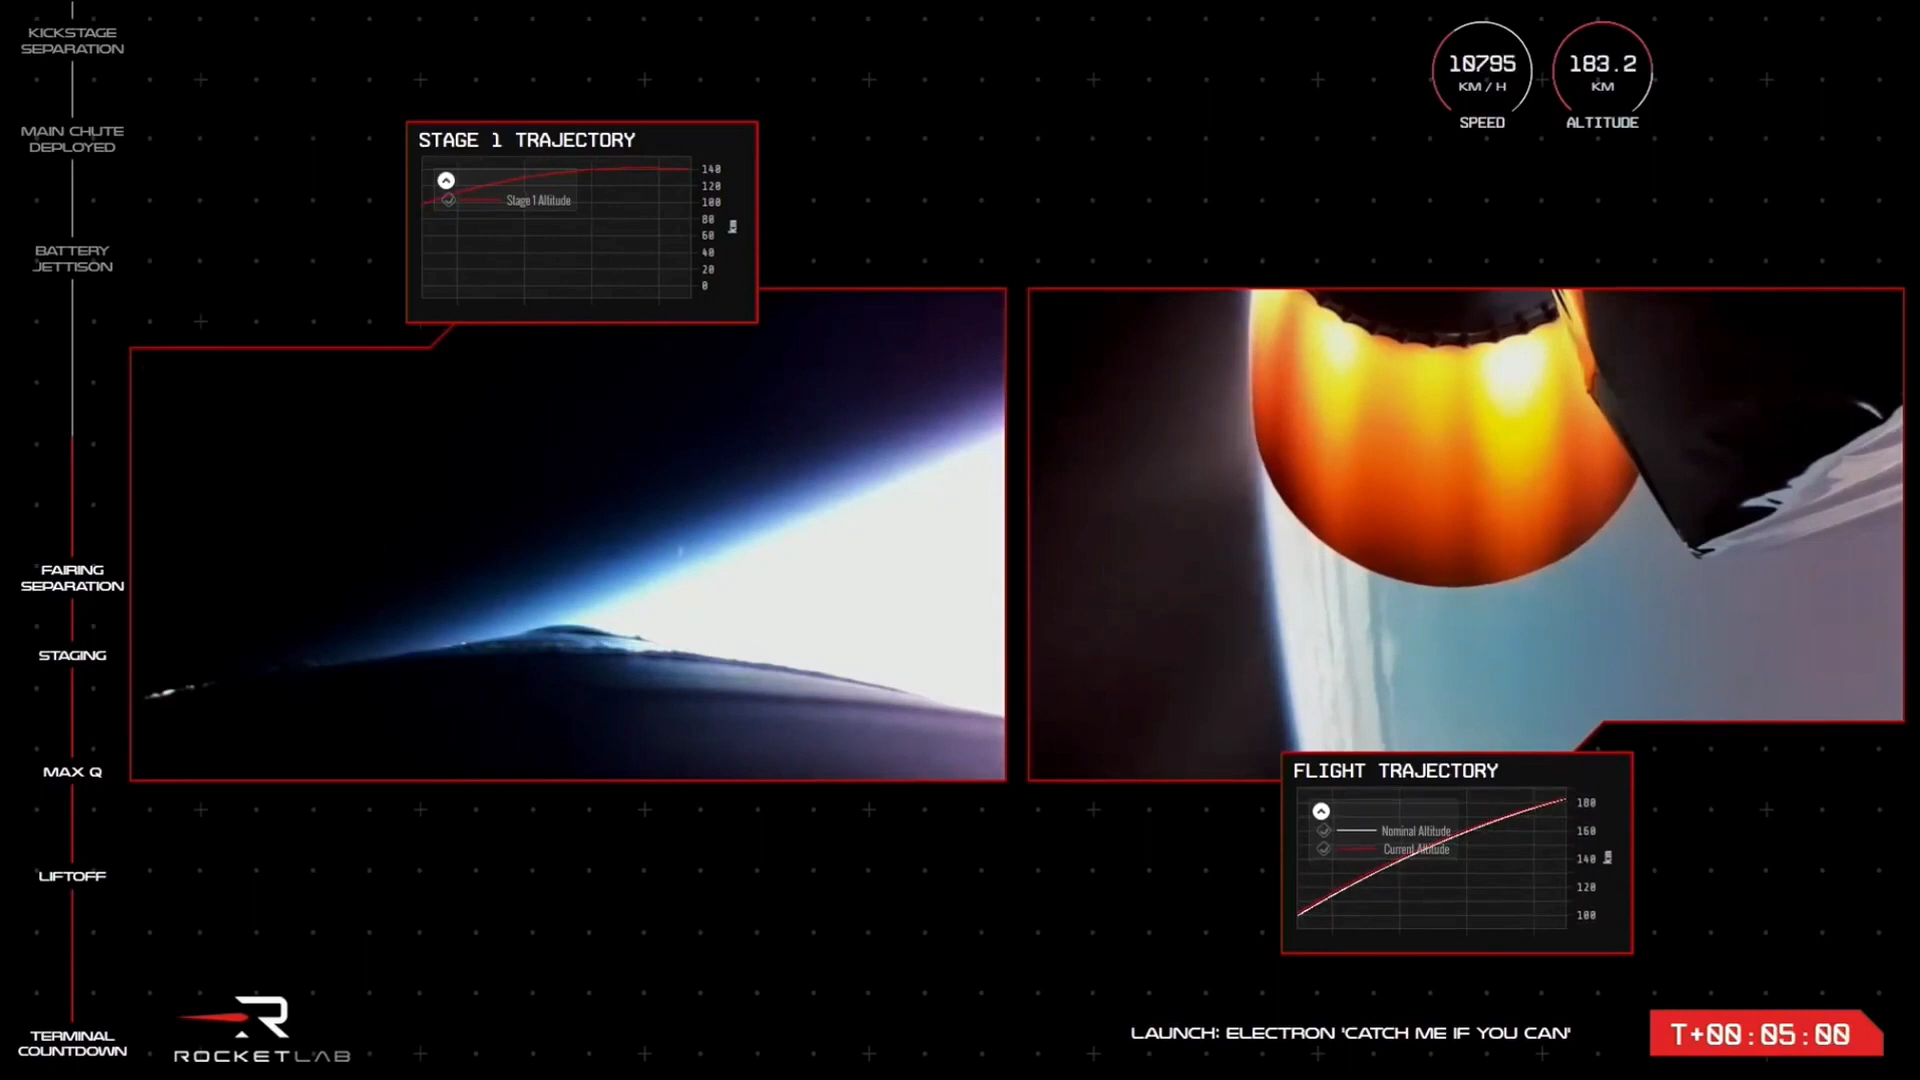 KICKSTAGE
SEPARATION
MAIN CHUTE
DEPLOYED
BATTERY
JETTISON
FAIRING
SEPARATION
STAGING
MAX Q
LIFTOFF
TERMINAL
COUNTDOWN
10795
KM/H
SPEED
183.2
KM
ALTITUDE
STAGE 1 TRAJECTORY
Stage 1 Altitude
140
120
100
80
60
40
20
0
km
FLIGHT TRAJECTORY
Nominal Altitude
Current Altitude
180
160
140
120
100
km
R
ROCKETLAB
LAUNCH: ELECTRON 'CATCH ME IF YOU CAN'
T+00:05:00